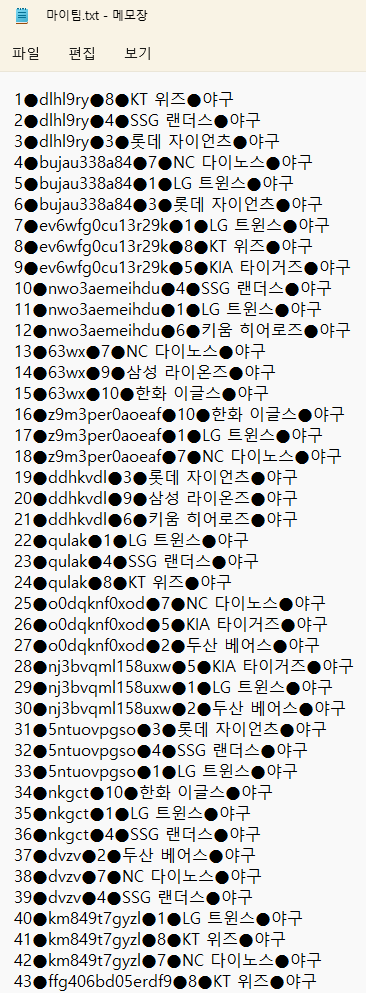 마이팀.txt - 메모장
파일 편집 보기
1●dlhl9ry●8●KT 위즈●야구
2●dlhl9ry●4●SSG 랜더스●야구
3●dlhl9ry●3●롯데 자이언츠●야구
4●bujau338a84●7●NC 다이노스●야구
5●bujau338a84●1●LG 트윈스●야구
6●bujau338a84●3●롯데 자이언츠●야구
7●ev6wfg0cu13r29k●1●LG 트윈스●야구
8●ev6wfg0cu13r29k●8●KT 위즈●야구
9●ev6wfg0cu13r29k●5●KIA 타이거즈●야구
10●nwo3aemeihdu●4●SSG 랜더스●야구
11●nwo3aemeihdu●1●LG 트윈스●야구
12●nwo3aemeihdu●6●키움 히어로즈●야구
13●63wx●7●NC 다이노스●야구
14●63wx●9●삼성 라이온즈●야구
15●63wx●10●한화 이글스●야구
16●z9m3per0aoeaf●10●한화 이글스●야구
17●z9m3per0aoeaf●1●LG 트윈스●야구
18●z9m3per0aoeaf●7●NC 다이노스●야구
19●ddhkvdl●3●롯데 자이언츠●야구
20●ddhkvdl●9●삼성 라이온즈●야구
21●ddhkvdl●6●키움 히어로즈●야구
22●qulak●1●LG 트윈스●야구
23●qulak●4●SSG 랜더스●야구
24●qulak●8●KT 위즈●야구
25●o0dqknf0xod●7●NC 다이노스●야구
26●o0dqknf0xod●5●KIA 타이거즈●야구
27●o0dqknf0xod●2●두산 베어스●야구
28●nj3bvqml158uxw●5●KIA 타이거즈●야구
29●nj3bvqml158uxw●1●LG 트윈스●야구
30●nj3bvqml158uxw●2●두산 베어스●야구
31●5ntuovpgso●3●롯데 자이언츠●야구
32●5ntuovpgso●4●SSG 랜더스●야구
33●5ntuovpgso●1●LG 트윈스●야구
34●nkgct●10●한화 이글스●야구
35●nkgct●1●LG 트윈스●야구
36●nkgct●4●SSG 랜더스●야구
37●dvzv●2●두산 베어스●야구
38●dvzv●7●NC 다이노스●야구
39●dvzv●4●SSG 랜더스●야구
40●km849t7gyzl●1●LG 트윈스●야구
41●km849t7gyzl●8●KT 위즈●야구
42●km849t7gyzl●7●NC 다이노스●야구
43●ffg406bd05erdf9●8●KT 위즈●야구